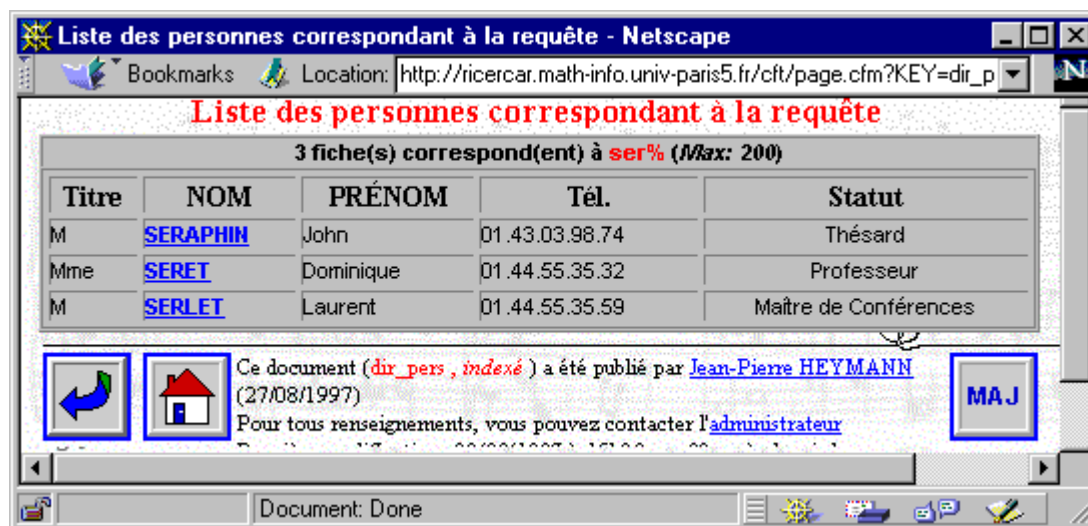 Liste des personnes correspondant à la requête - Netscape
Bookmarks Location: http://ricercar.math-info.univ-paris5.fr/cft/page.cfm?KEY=dir_p N
Liste des personnes correspondant à la requête
3 fiche(s) correspond(ent) à ser% (Max: 200)
Titre NOM PRÉNOM Tél. Statut
M SERAPHIN John 01.43.03.98.74 Thésard
Mme SERET Dominique 01.44.55.35.32 Professeur
M SERLET Laurent 01.44.55.35.59 Maître de Conférences
Ce document (dir_pers , indexé ) a été publié par Jean-Pierre HEYMANN
(27/08/1997)
Pour tous renseignements, vous pouvez contacter l'administrateur
MAJ
Document: Done